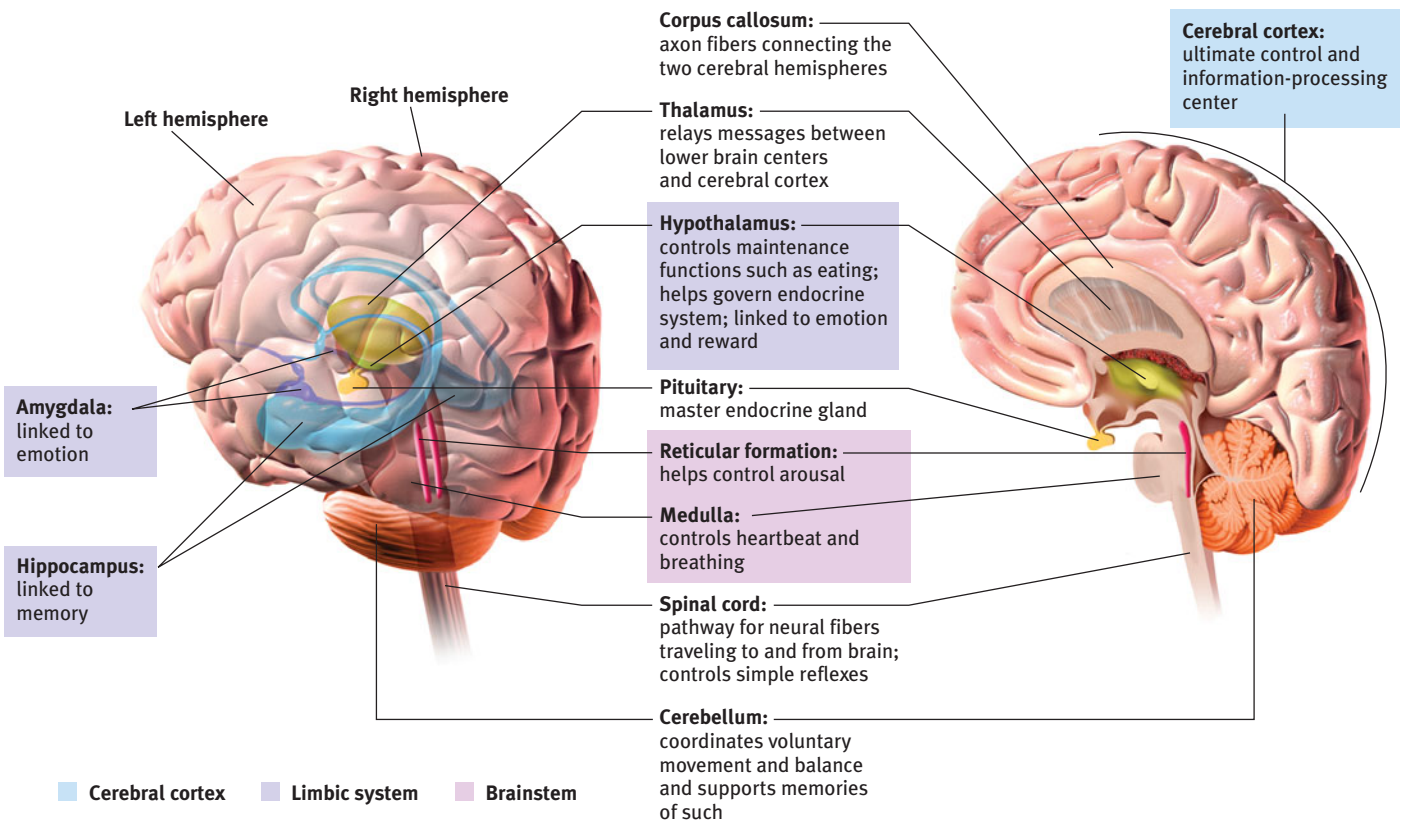 Left hemisphere
Right hemisphere
Amygdala:
linked to
emotion
Hippocampus:
linked to
memory
Corpus callosum:
axon fibers connecting the
two cerebral hemispheres
Thalamus:
relays messages between
lower brain centers
and cerebral cortex
Hypothalamus:
controls maintenance
functions such as eating;
helps govern endocrine
system; linked to emotion
and reward
Pituitary:
master endocrine gland
Reticular formation:
helps control arousal
Medulla:
controls heartbeat and
breathing
Spinal cord:
pathway for neural fibers
traveling to and from brain;
controls simple reflexes
Cerebellum:
coordinates voluntary
movement and balance
and supports memories
of such
Cerebral cortex:
ultimate control and
information-processing
center
Cerebral cortex
Limbic system
Brainstem